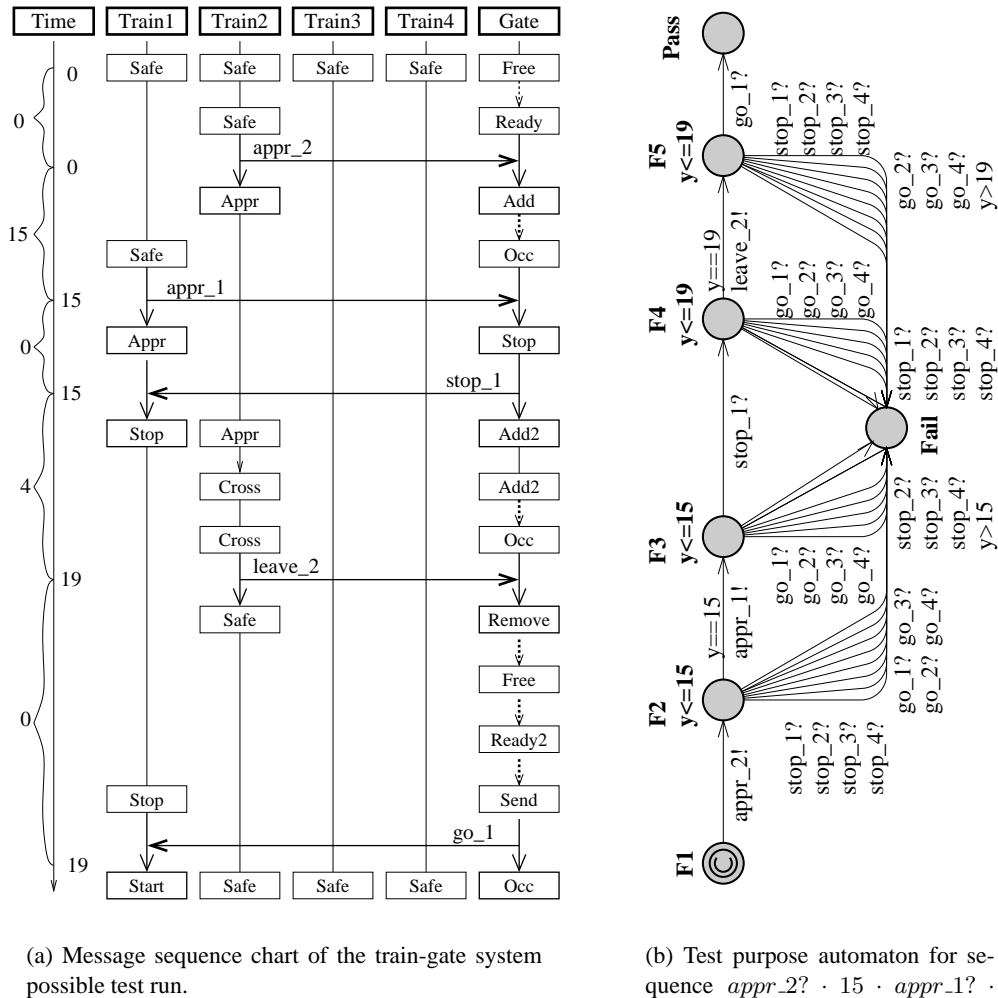 Time Train1 Train2 Train3 Train4 Gate
0 Safe Safe Safe Safe Free
0 Safe Ready
appr_2
0
Appr Add
15
Safe Occ
appr_1
15
Appr Stop
0
stop_1
15
Stop Appr Add2
4 Cross Add2
Cross Occ
leave_2
19
Safe Remove
Free
0
Ready2
Stop Send
go_1
19
Start Safe Safe Safe Occ
(a) Message sequence chart of the train-gate system
possible test run.
Pass
go_1?
F5
y<=19
stop_1?
stop_2?
stop_3?
stop_4?
go_2?
go_3?
go_4?
y>19
y==19
leave_2!
F4
y<=19
go_1?
go_2?
go_3?
go_4?
stop_1?
stop_2?
stop_3?
stop_4?
Fail
stop_1?
F3
y<=15
go_1?
go_2?
go_3?
go_4?
stop_2?
stop_3?
stop_4?
y>15
y==15
appr_1!
F2
y<=15
go_1?
go_2?
go_3?
go_4?
stop_1?
stop_2?
stop_3?
stop_4?
appr_2!
F1
C
(b) Test purpose automaton for se-
quence appr_2? · 15 · appr_1? ·